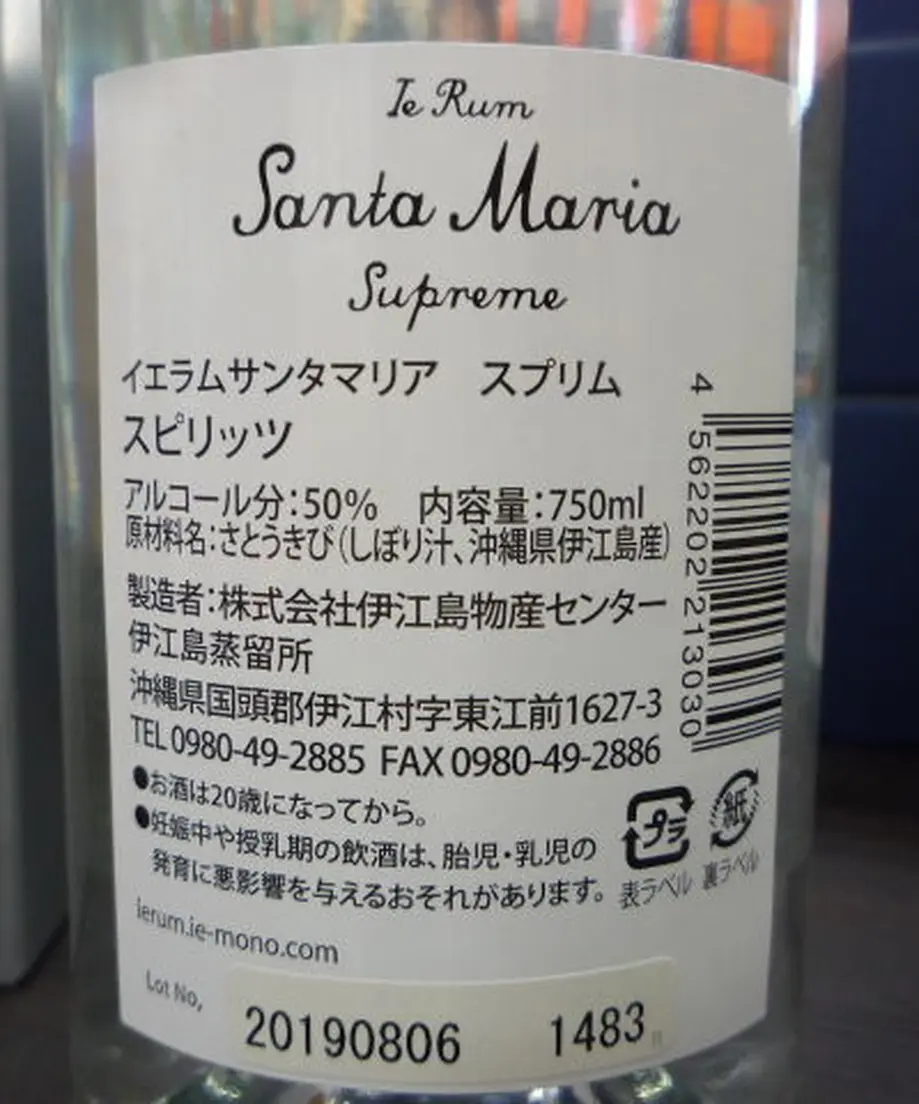 Ie Rum
Santa Maria
Supreme
イエラムサンタマリア スプリム
スピリッツ
アルコール分：50% 内容量：750ml
原材料名：さとうきび（しぼり汁、沖縄県伊江島産）
製造者：株式会社伊江島物産センター
伊江島蒸留所
沖縄県国頭郡伊江村字東江前1627-3
TEL 0980-49-2885 FAX 0980-49-2886
●お酒は20歳になってから。
●妊娠中や授乳期の飲酒は、胎児・乳児の
発育に悪影響を与えるおそれがあります。
ierum.ie-mono.com
Lot No,
20190806 1483
4 562202 213030
プラ
表ラベル
紙
裏ラベル